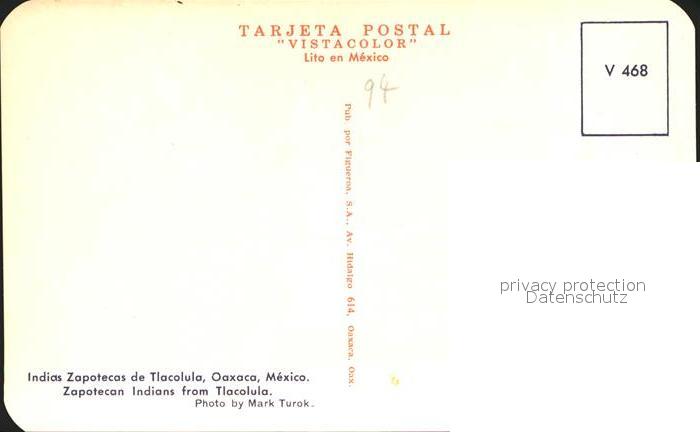 TARJETA POSTAL
"VISTACOLOR"
Lito en México
V 468
94
Pub. por Figueroa, S.A., Av. Hidalgo 614, Oaxaca, Oax.
privacy protection
Datenschutz
Indias Zapotecas de Tlacolula, Oaxaca, México.
Zapotecan Indians from Tlacolula.
Photo by Mark Turok.